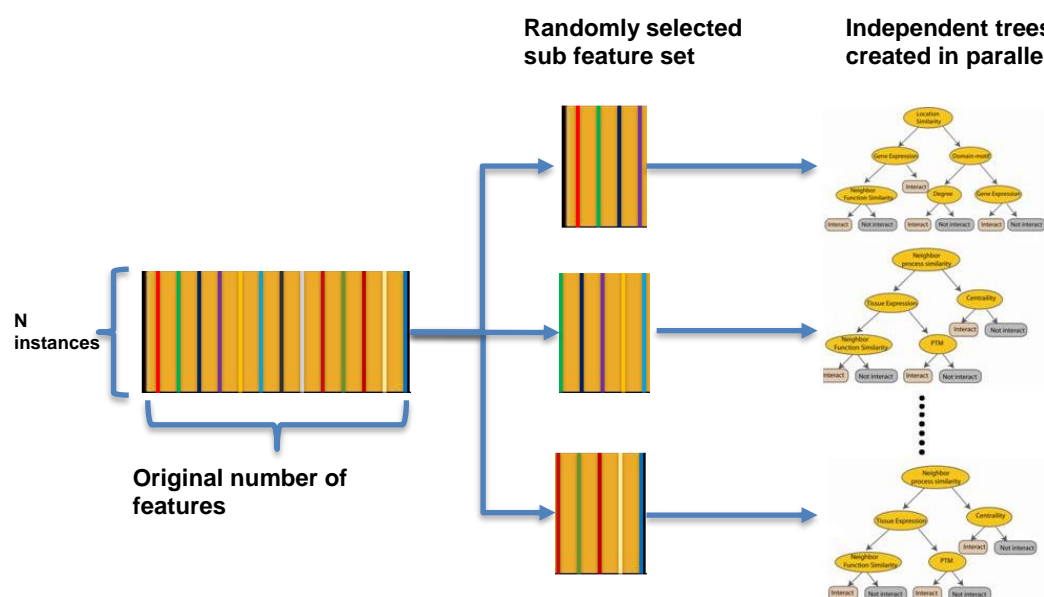 Randomly selected
sub feature set
Independent trees
created in paralle
N
instances
Original number of
features
Location
Similarity
Gene Expression
Domain-motif
Neighbor
Function Similarity
Interact
Degree
Gene Expression
Interact
Not interact
Interact
Not interact
Interact
Not interact
Neighbor
process similarity
Tissue Expression
Centraility
Interact
Not interact
Neighbor
Function Similarity
PTM
nteract
Not interact
Interact
Not interact
Neighbor
process similarity
Tissue Expression
Centraility
Interact
Not interact
Neighbor
Function Similarity
PTM
Interact
Not interact
Interact
Not interact